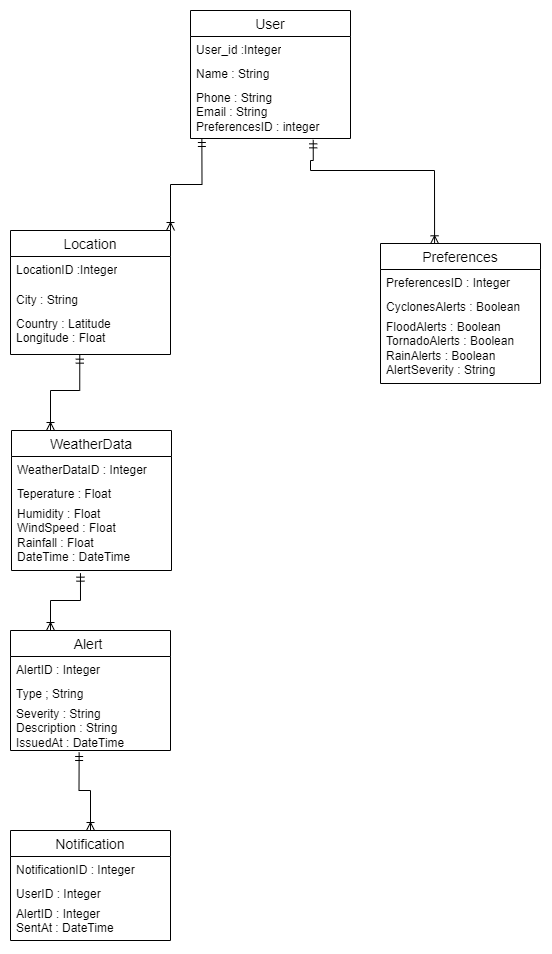 User
User_id :Integer
Name : String
Phone : String
Email : String
PreferencesID : integer
Location
LocationID :Integer
City : String
Country : Latitude
Longitude : Float
Preferences
PreferencesID : Integer
CyclonesAlerts : Boolean
FloodAlerts : Boolean
TornadoAlerts : Boolean
RainAlerts : Boolean
AlertSeverity : String
WeatherData
WeatherDataID : Integer
Teperature : Float
Humidity : Float
WindSpeed : Float
Rainfall : Float
DateTime : DateTime
Alert
AlertID : Integer
Type ; String
Severity : String
Description : String
IssuedAt : DateTime
Notification
NotificationID : Integer
UserID : Integer
AlertID : Integer
SentAt : DateTime